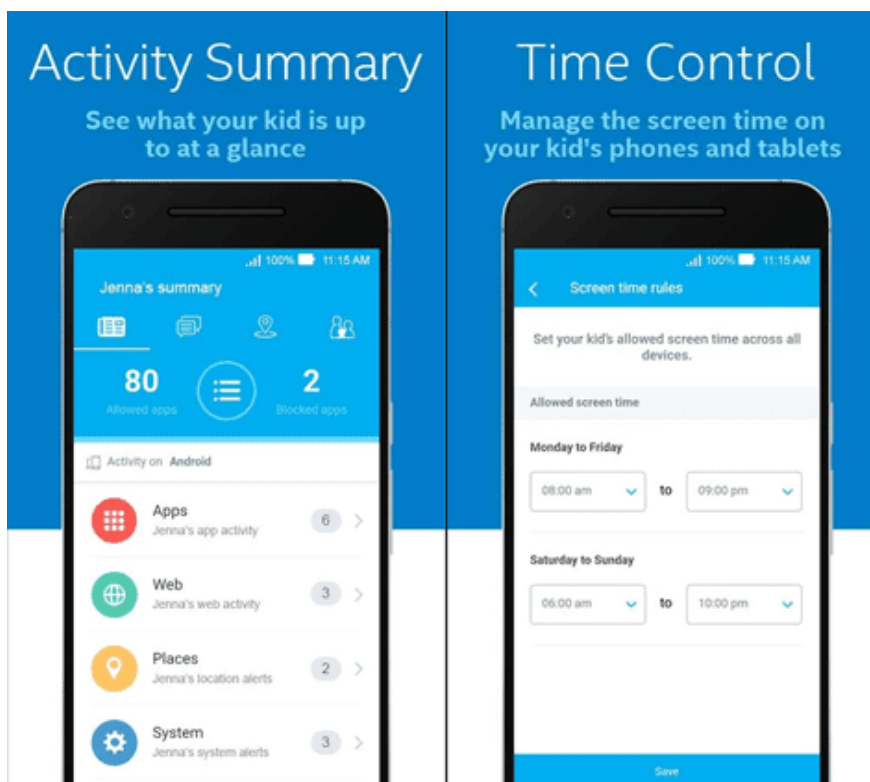 Activity Summary
See what your kid is up
to at a glance
100% 11:15 AM
Jenna's summary
80
2
Allowed apps
Blocked apps
Activity on Android
Apps
Jenna's app activity
6
Web
Jenna's web activity
3
Places
Jenna's location alerts
2
System
Jenna's system alerts
3
Time Control
Manage the screen time on
your kid's phones and tablets
100% 11:15 AM
Screen time rules
Set your kid's allowed screen time across all
devices.
Allowed screen time
Monday to Friday
08:00 am to 09:00 pm
Saturday to Sunday
06:00 am to 10:00 pm
Save